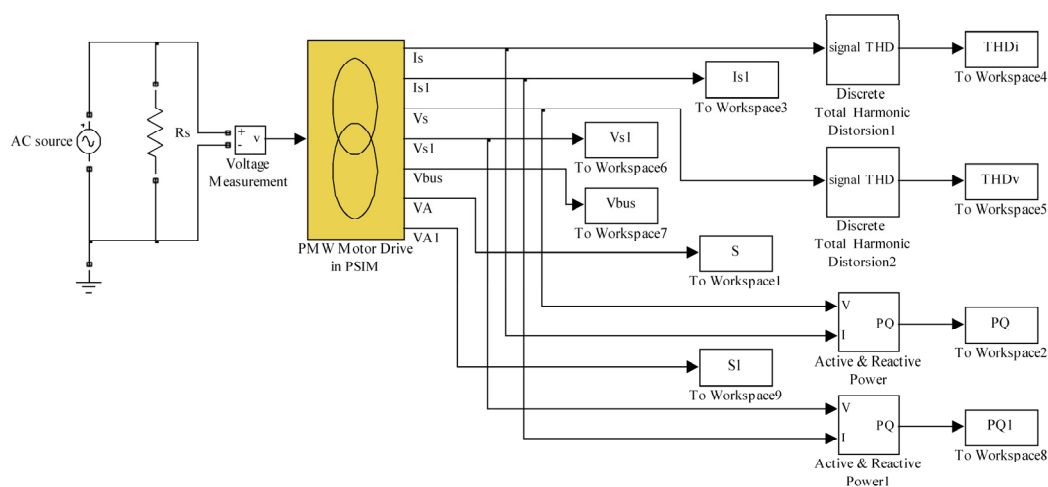 AC source
Rs
+
-
v
Voltage
Measurement
PMW Motor Drive
in PSIM
Is
Is1
Vs
Vs1
Vbus
VA
VA1
Is1
To Workspace3
Vs1
To Workspace6
Vbus
To Workspace7
S
To Workspace1
S1
To Workspace9
signal THD
Discrete
Total Harmonic
Distorsion1
THDi
To Workspace4
signal THD
Discrete
Total Harmonic
Distorsion2
THDv
To Workspace5
V
I
PQ
Active & Reactive
Power
PQ
To Workspace2
V
I
PQ
Active & Reactive
Power1
PQ1
To Workspace8